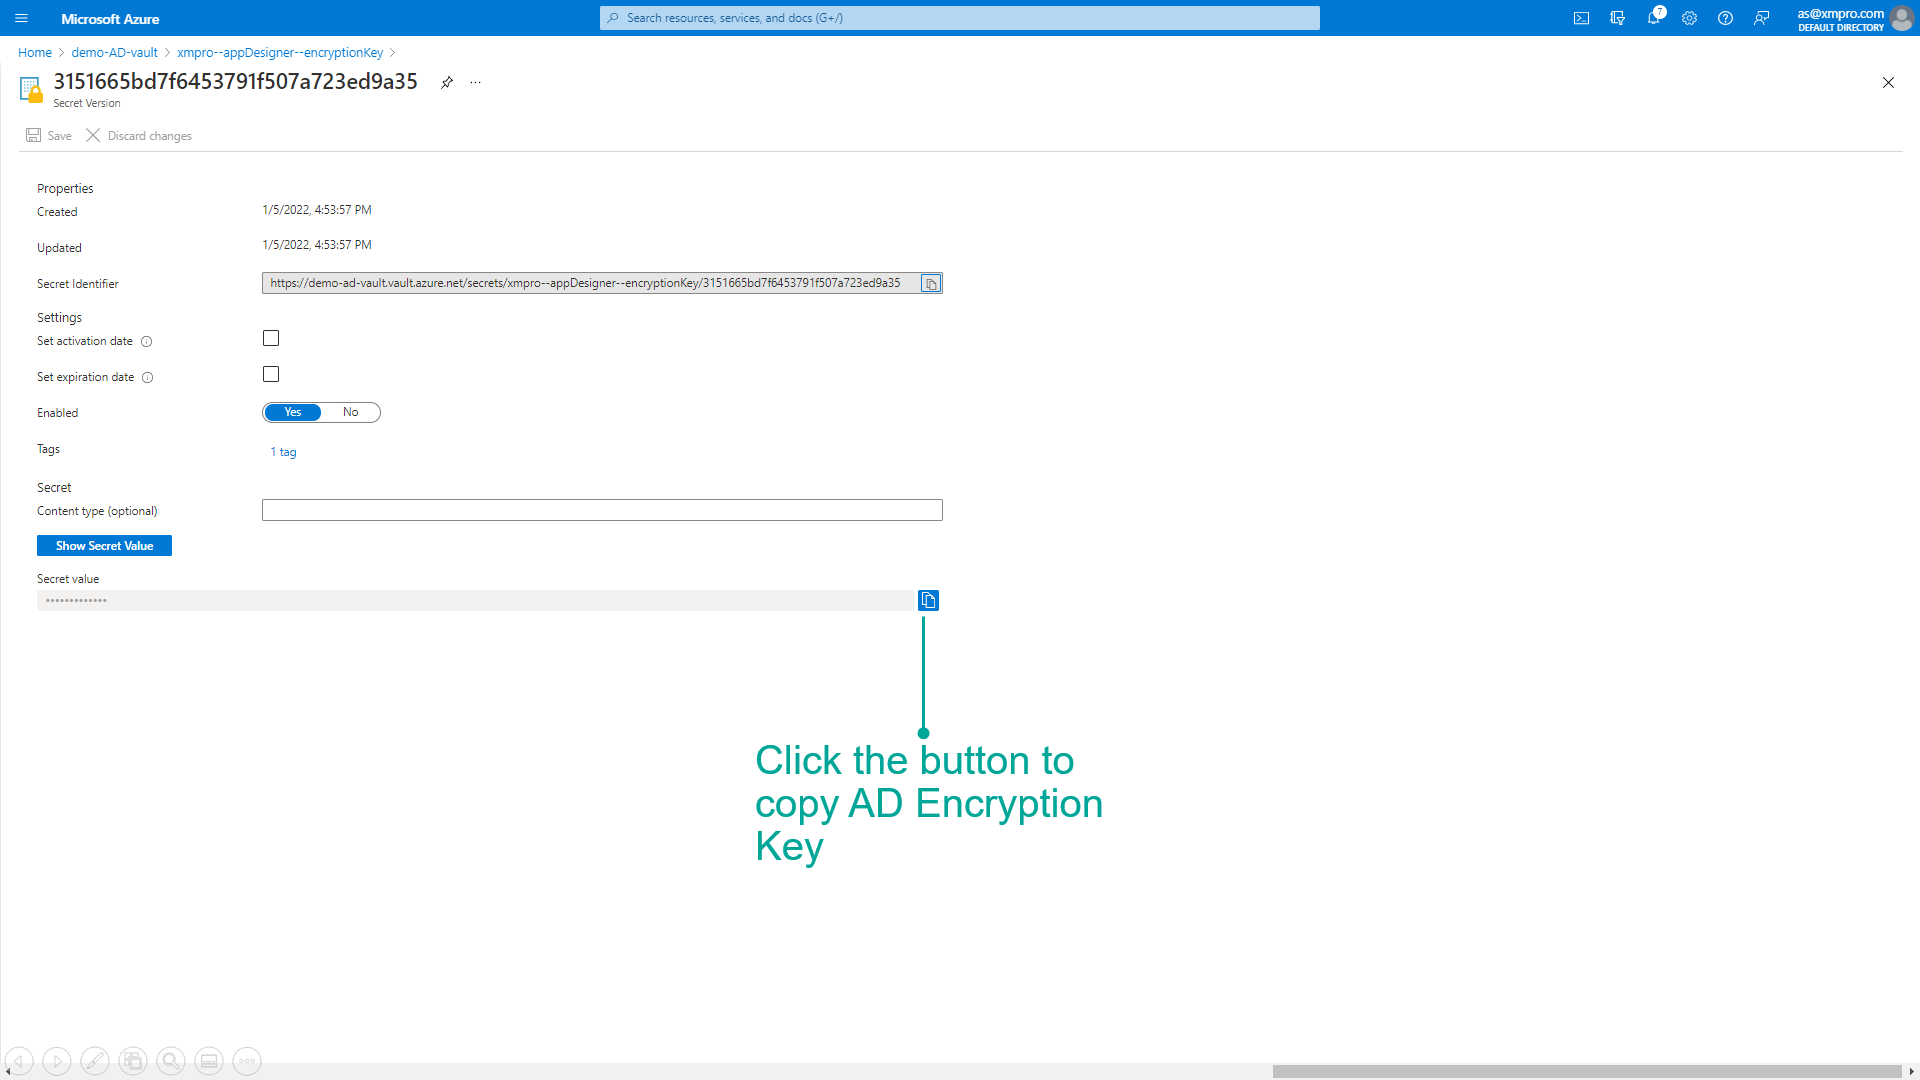 Microsoft Azure
Search resources, services, and docs (G+/)
7
as@xmpro.com
DEFAULT DIRECTORY
Home > demo-AD-vault > xmpro--appDesigner--encryptionKey >
3151665bd7f6453791f507a723ed9a35
Secret Version
Save
Discard changes
Properties
Created
1/5/2022, 4:53:57 PM
Updated
1/5/2022, 4:53:57 PM
Secret Identifier
https://demo-ad-vault.vault.azure.net/secrets/xmpro--appDesigner--encryptionKey/3151665bd7f6453791f507a723ed9a35
Settings
Set activation date
Set expiration date
Enabled
Yes No
Tags
1 tag
Secret
Content type (optional)
Show Secret Value
Secret value
•••••••••••••
Click the button to
copy AD Encryption
Key